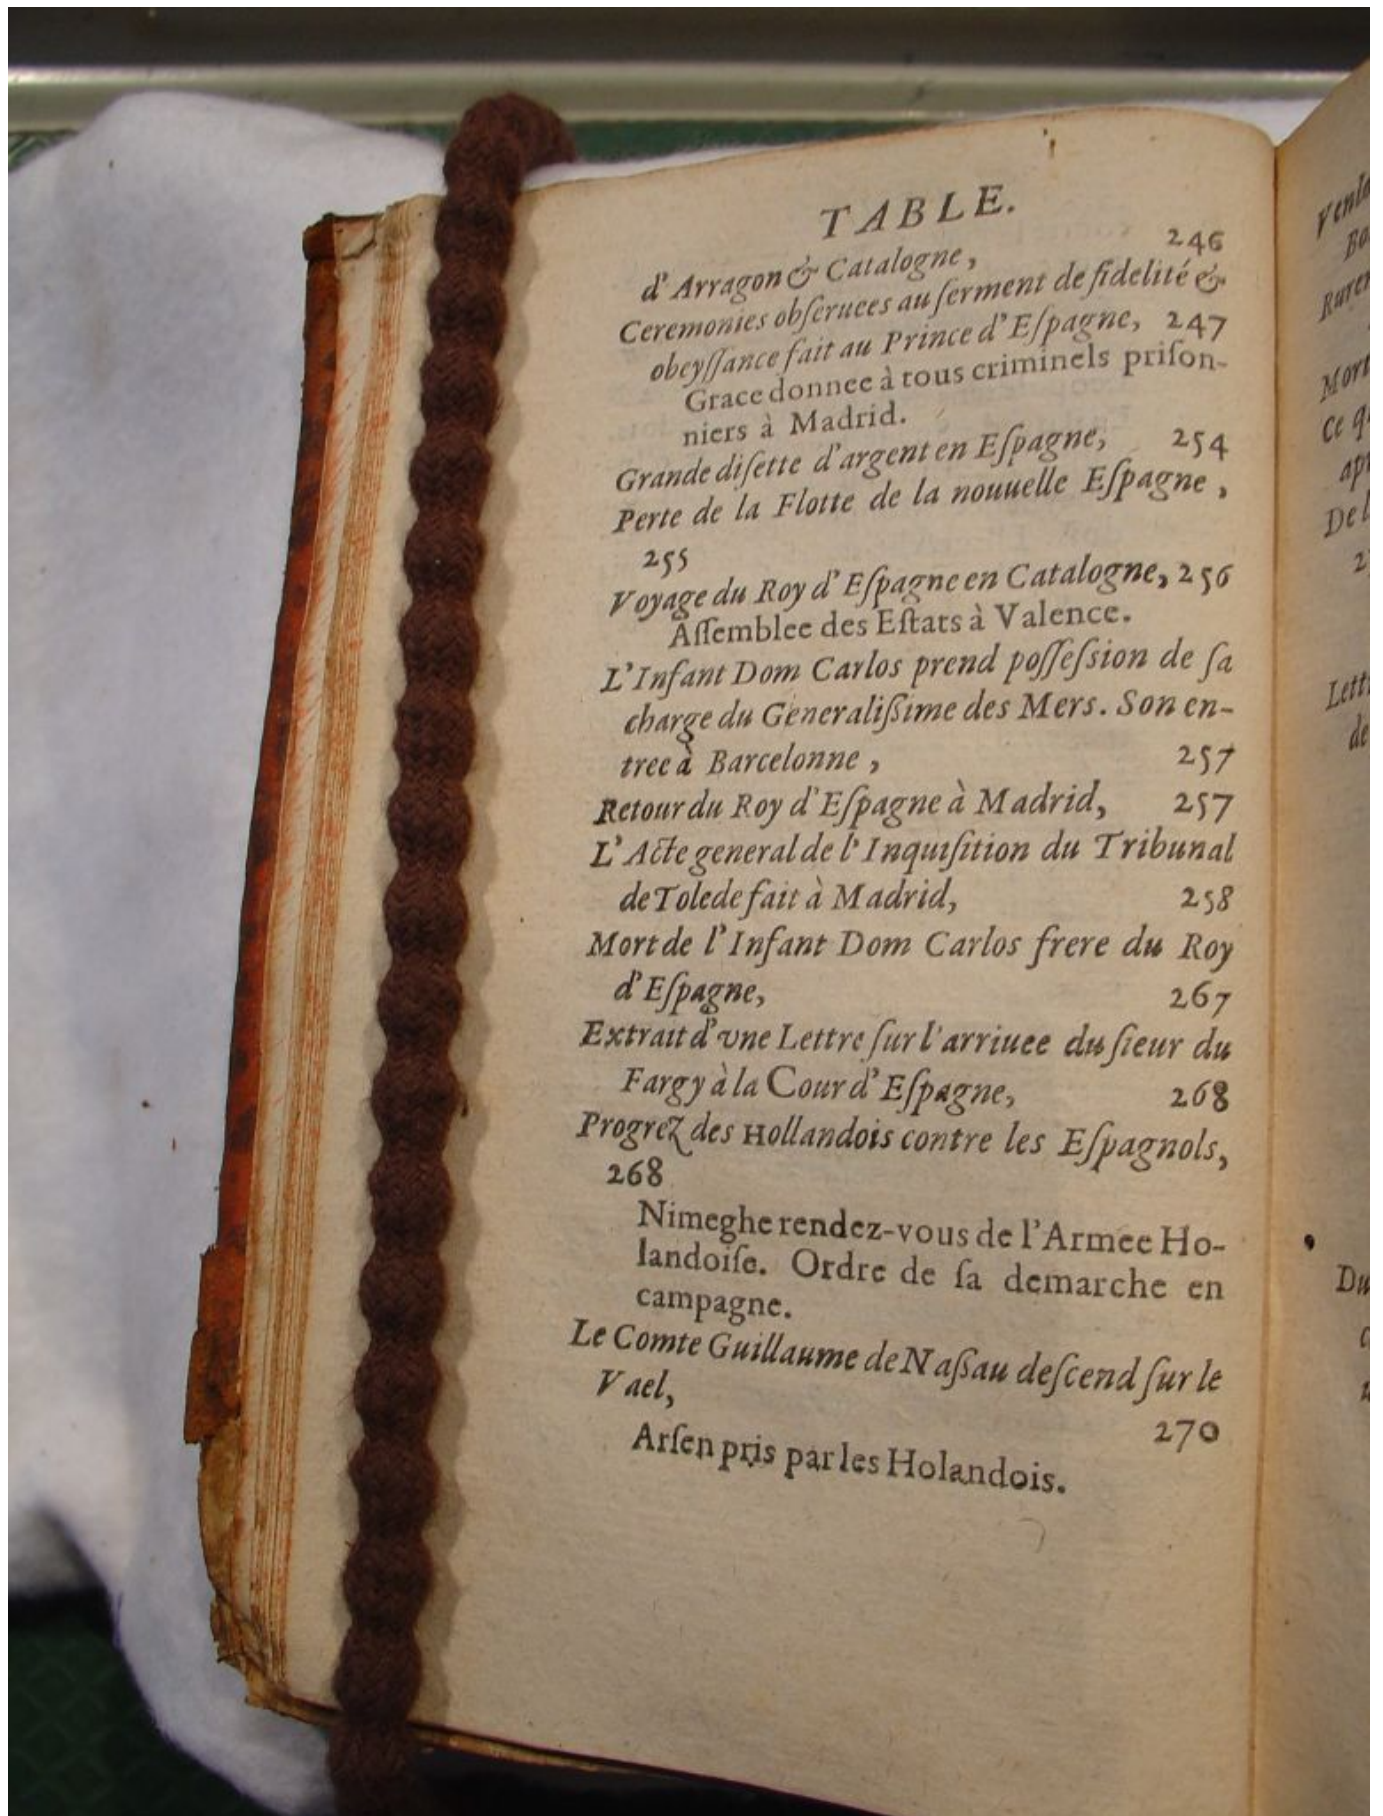 TABLE.
d'Arragon & Catalogne, 246
Ceremonies obſeruees au ſerment de fidelité &
obeyſſance fait au Prince d'Eſpagne, 247
Grace donnee à tous criminels priſon-
niers à Madrid.
Grande diſette d'argent en Eſpagne, 254
Perte de la Flotte de la nouuelle Eſpagne,
255
Voyage du Roy d'Eſpagne en Catalogne, 256
Aſſemblee des Eſtats à Valence.
L'Infant Dom Carlos prend poſſeſsion de ſa
charge du Generaliſsime des Mers. Son en-
tree à Barcelonne, 257
Retour du Roy d'Eſpagne à Madrid, 257
L'Acte general de l'Inquiſition du Tribunal
de Tolede fait à Madrid, 258
Mort de l'Infant Dom Carlos frere du Roy
d'Eſpagne, 267
Extrait d'vne Lettre ſur l'arriuee du ſieur du
Fargy à la Cour d'Eſpagne, 268
Progrez des Hollandois contre les Eſpagnols,
268
Nimeghe rendez-vous de l'Armee Ho-
landoiſe. Ordre de ſa demarche en
campagne.
Le Comte Guillaume de Naſsau deſcend ſur le
Vael, 270
Arſen pris par les Holandois.
Mort
Ce
De
Du